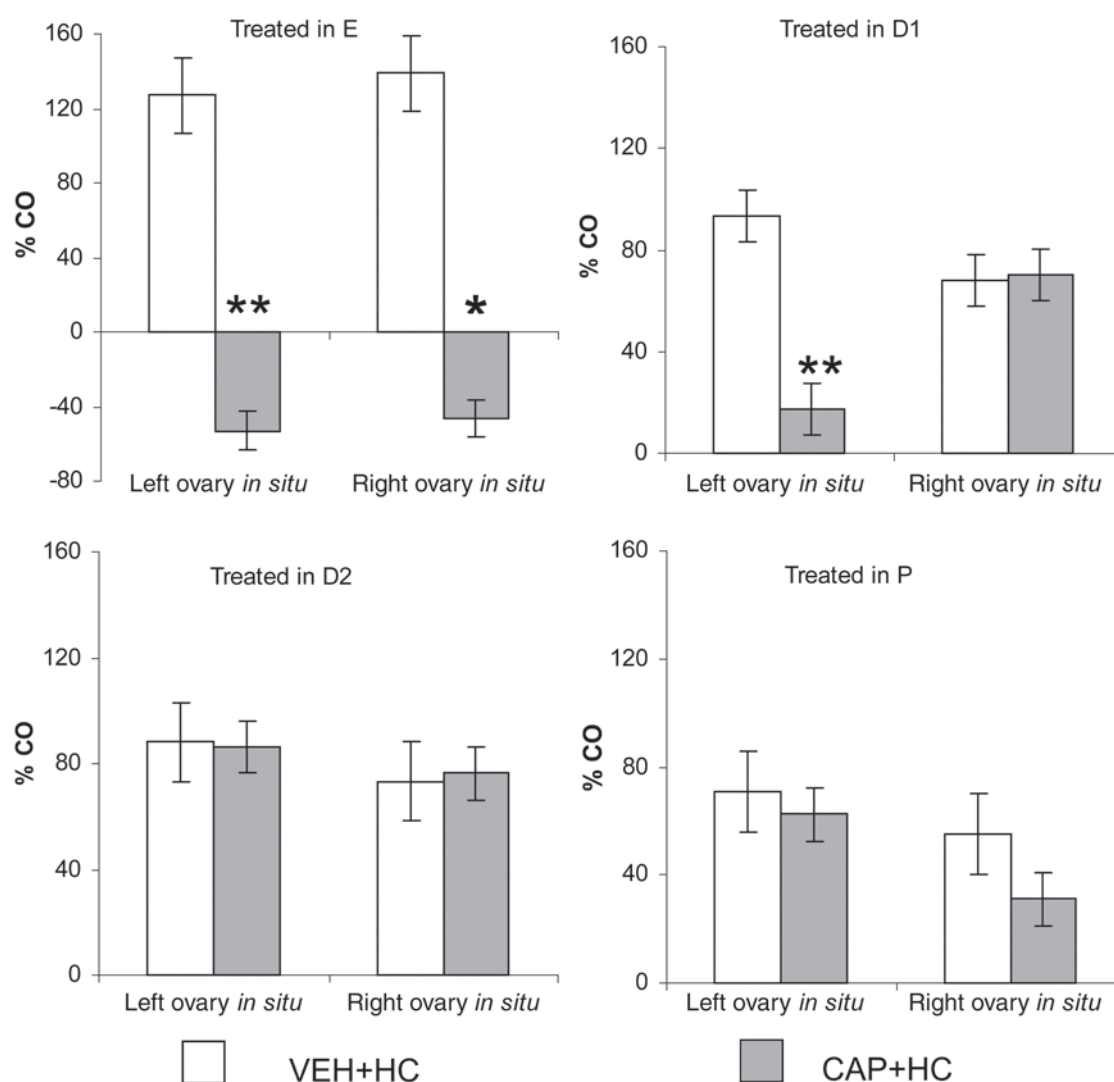 Treated in E
160
120
80
40
0
-40
-80
% CO
**
*
Left ovary in situ
Right ovary in situ
Treated in D1
160
120
80
40
0
% CO
**
Left ovary in situ
Right ovary in situ
Treated in D2
160
120
80
40
0
% CO
Left ovary in situ
Right ovary in situ
Treated in P
160
120
80
40
0
% CO
Left ovary in situ
Right ovary in situ
VEH+HC
CAP+HC